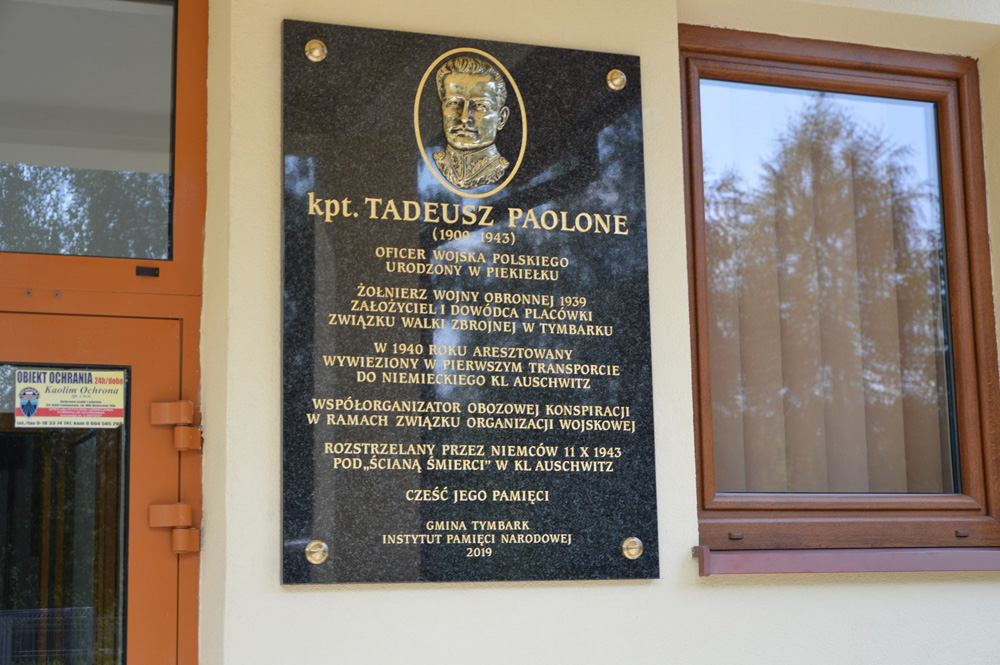 kpt. TADEUSZ PAOLONE
(1909 - 1943)
OFICER WOJSKA POLSKIEGO
URODZONY W PIEKIEŁKU
ŻOŁNIERZ WOJNY OBRONNEJ 1939
ZAŁOŻYCIEL I DOWÓDCA PLACÓWKI
ZWIĄZKU WALKI ZBROJNEJ W TYMBARKU
W 1940 ROKU ARESZTOWANY
WYWIEZIONY W PIERWSZYM TRANSPORCIE
DO NIEMIECKIEGO KL AUSCHWITZ
WSPÓŁORGANIZATOR OBOZOWEJ KONSPIRACJI
W RAMACH ZWIĄZKU ORGANIZACJI WOJSKOWEJ
ROZSTRZELANY PRZEZ NIEMCÓW 11 X 1943
POD „ŚCIANĄ ŚMIERCI” W KL AUSCHWITZ
CZEŚĆ JEGO PAMIĘCI
GMINA TYMBARK
INSTYTUT PAMIĘCI NARODOWEJ
2019
OBIEKT OCHRANIA 24h/dobę
Kaolim Ochrona